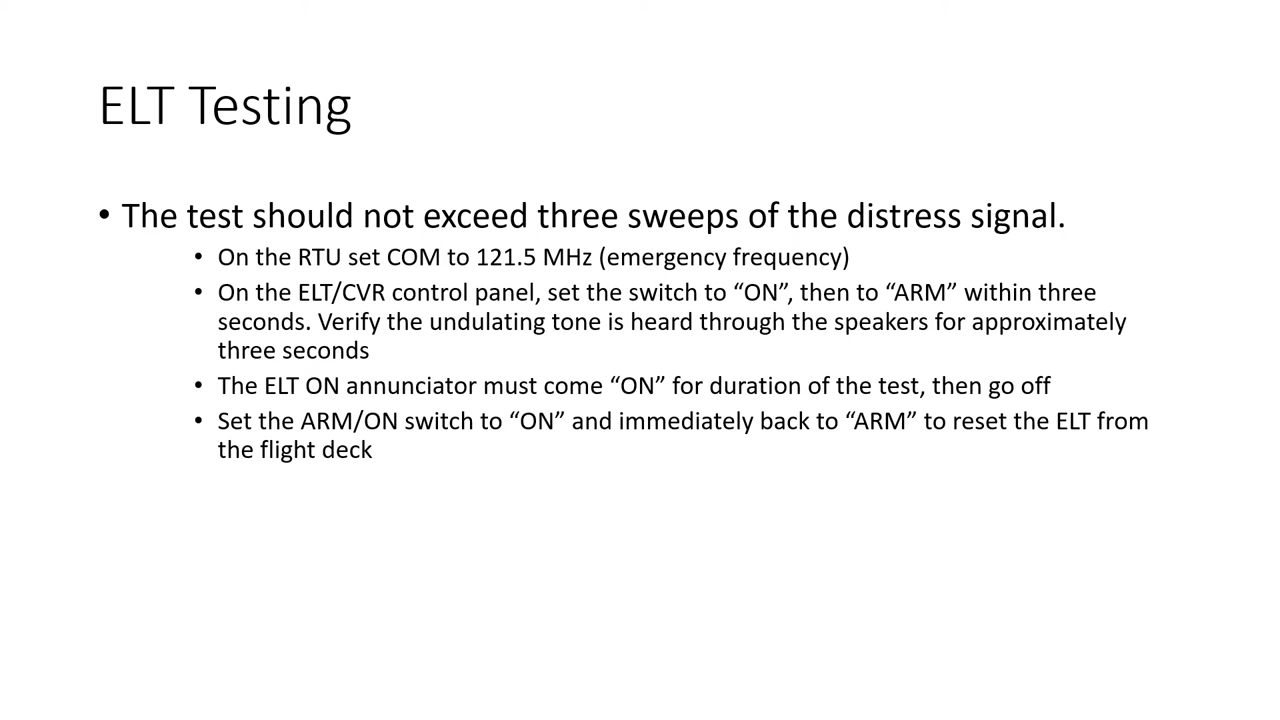 ELT Testing
• The test should not exceed three sweeps of the distress signal.
• On the RTU set COM to 121.5 MHz (emergency frequency)
• On the ELT/CVR control panel, set the switch to “ON”, then to “ARM” within three
seconds. Verify the undulating tone is heard through the speakers for approximately
three seconds
• The ELT ON annunciator must come “ON” for duration of the test, then go off
• Set the ARM/ON switch to “ON” and immediately back to “ARM” to reset the ELT from
the flight deck